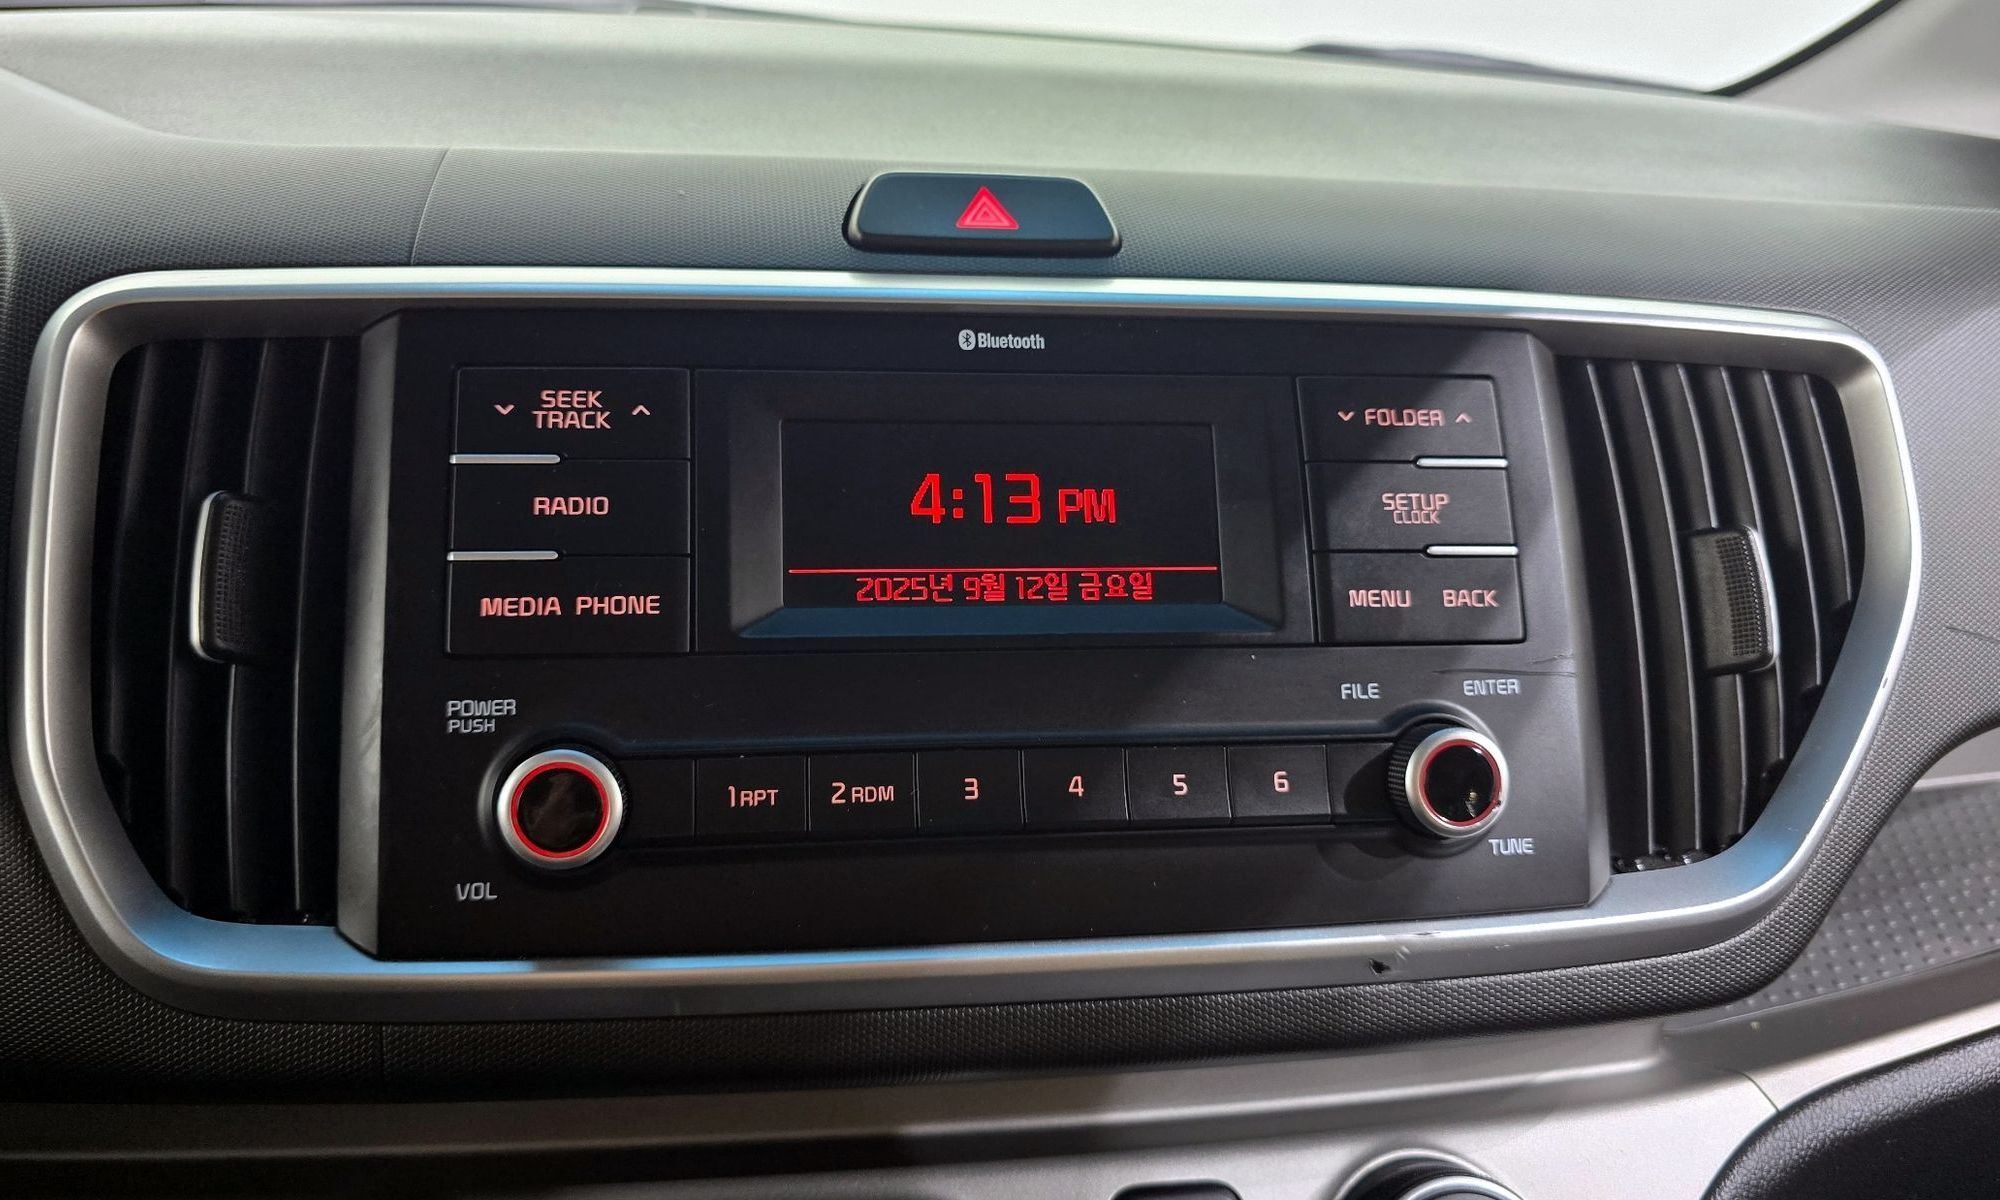 Bluetooth
SEEK
TRACK
FOLDER
RADIO
4:13 PM
SETUP
CLOCK
MEDIA PHONE
2025년 9월 12일 금요일
MENU BACK
POWER
PUSH
FILE
ENTER
1 RPT
2 RDM
3
4
5
6
VOL
TUNE